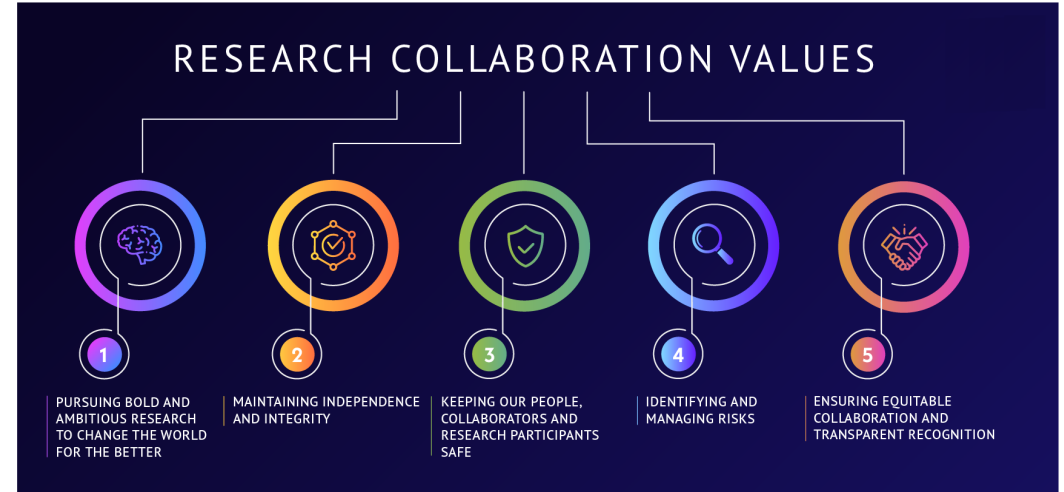 RESEARCH COLLABORATION VALUES
1
PURSUING BOLD AND
AMBITIOUS RESEARCH
TO CHANGE THE WORLD
FOR THE BETTER
2
MAINTAINING INDEPENDENCE
AND INTEGRITY
3
KEEPING OUR PEOPLE,
COLLABORATORS AND
RESEARCH PARTICIPANTS
SAFE
4
IDENTIFYING AND
MANAGING RISKS
5
ENSURING EQUITABLE
COLLABORATION AND
TRANSPARENT RECOGNITION